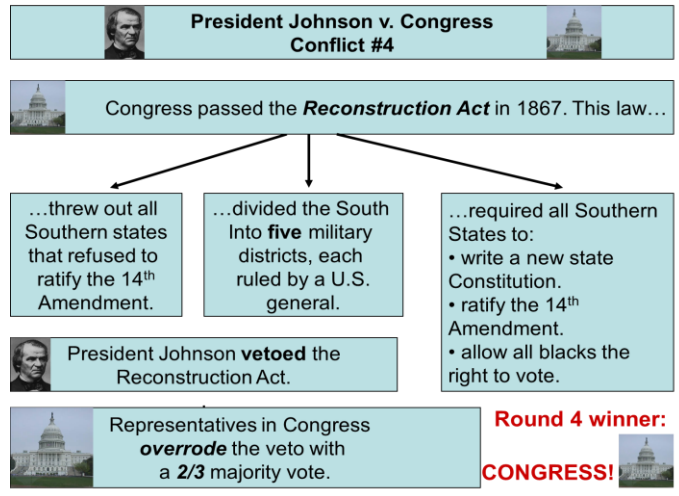 President Johnson v. Congress
Conflict #4
Congress passed the Reconstruction Act in 1867. This law…
…threw out all
Southern states
that refused to
ratify the 14th
Amendment.
…divided the South
Into five military
districts, each
ruled by a U.S.
general.
…required all Southern
States to:
• write a new state
Constitution.
• ratify the 14th
Amendment.
• allow all blacks the
right to vote.
President Johnson vetoed the
Reconstruction Act.
Representatives in Congress
overrode the veto with
a 2/3 majority vote.
Round 4 winner:
CONGRESS!